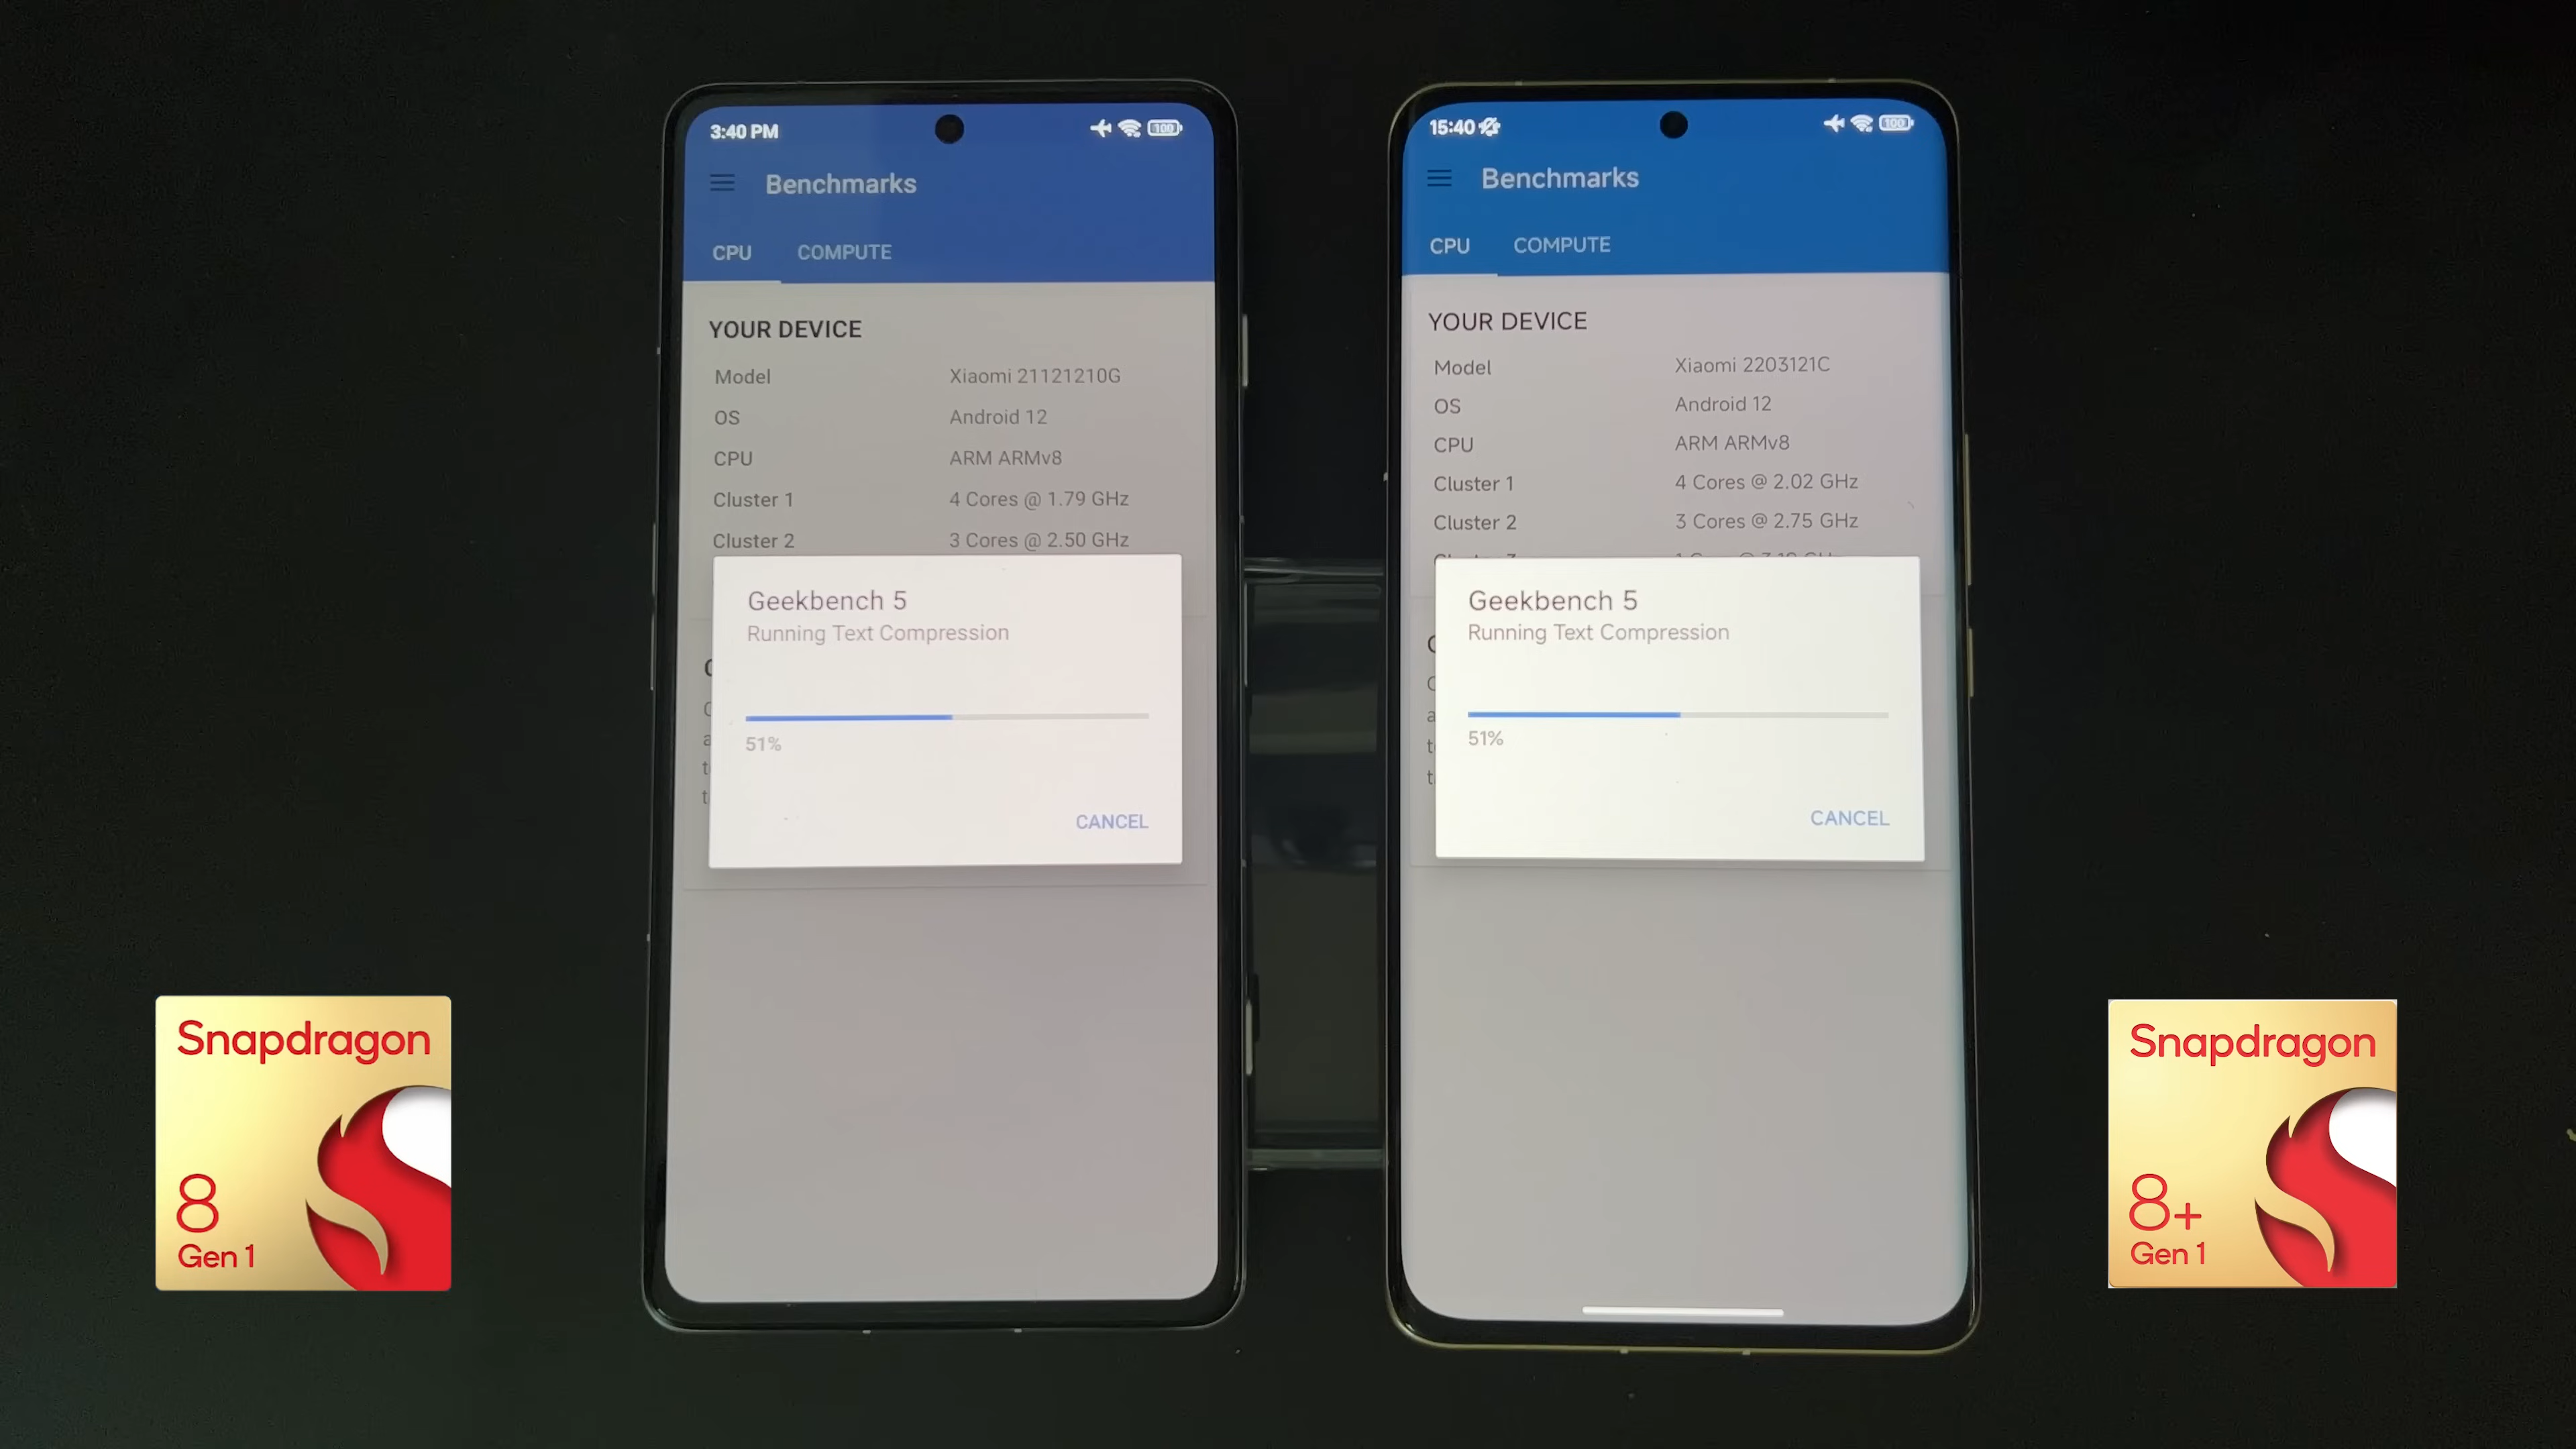 3:40 PM
100
Benchmarks
CPU COMPUTE
YOUR DEVICE
Model Xiaomi 21121210G
OS Android 12
CPU ARM ARMv8
Cluster 1 4 Cores @ 1.79 GHz
Cluster 2 3 Cores @ 2.50 GHz
Geekbench 5
Running Text Compression
51%
CANCEL
15:40
100
Benchmarks
CPU COMPUTE
YOUR DEVICE
Model Xiaomi 2203121C
OS Android 12
CPU ARM ARMv8
Cluster 1 4 Cores @ 2.02 GHz
Cluster 2 3 Cores @ 2.75 GHz
Geekbench 5
Running Text Compression
51%
CANCEL
Snapdragon
8
Gen 1
Snapdragon
8+
Gen 1